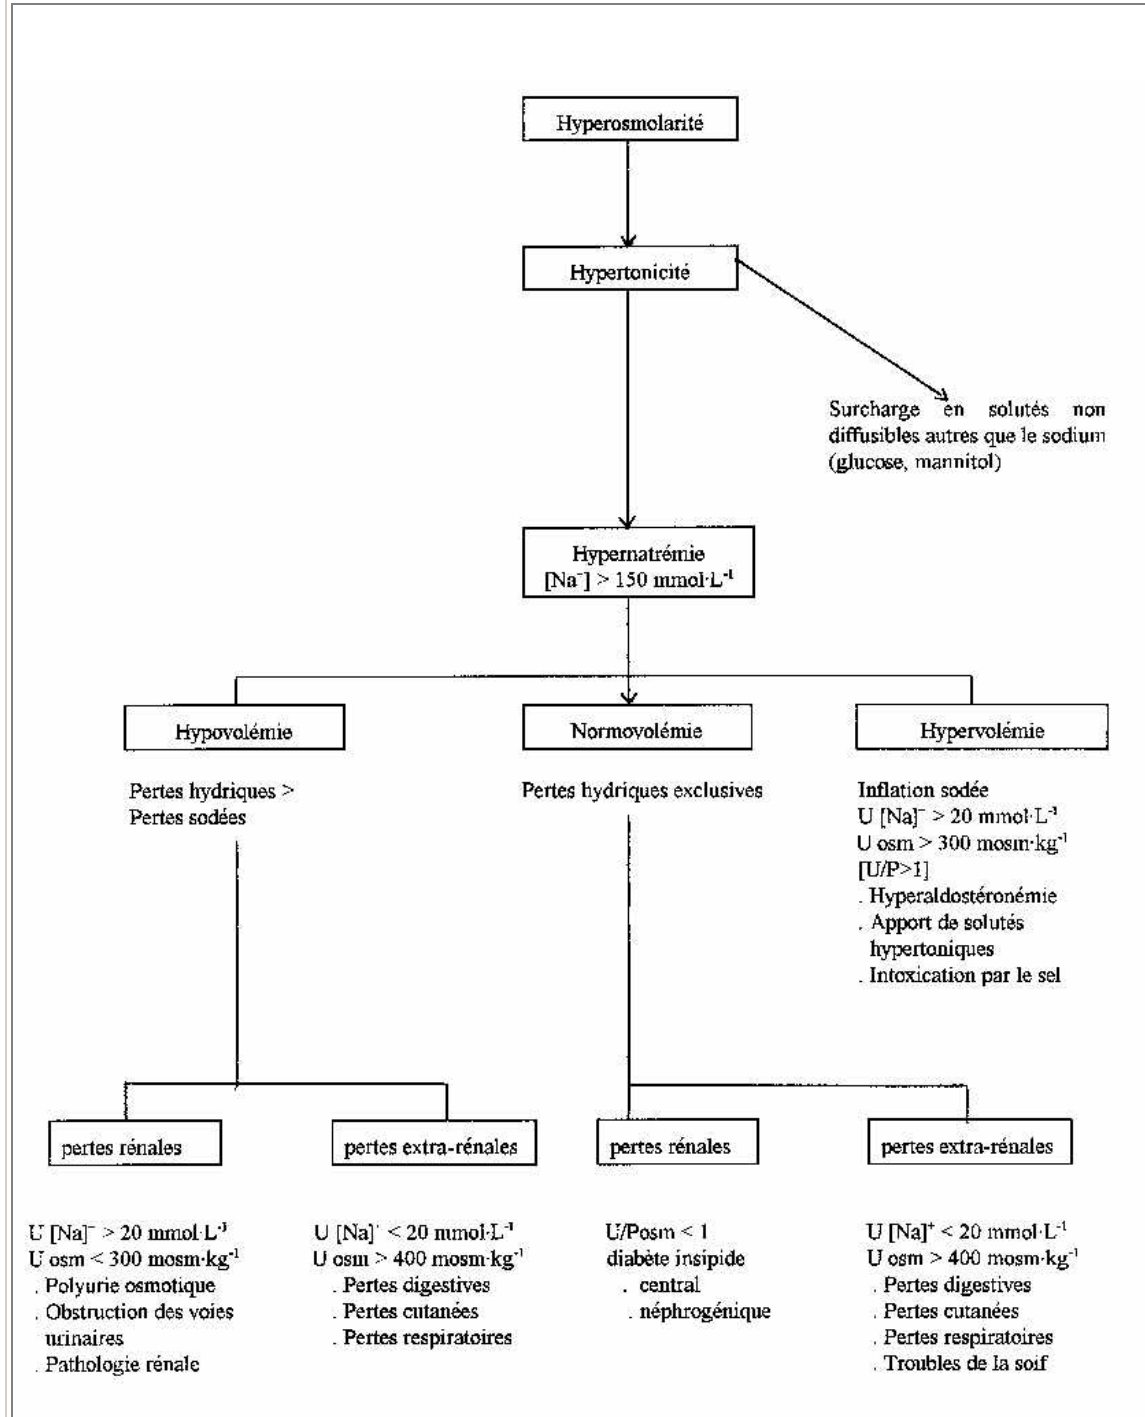 Hyperosmolarité
Hypertonicité
Surcharge en solutés non
diffusibles autres que le sodium
(glucose, mannitol)
Hypernatrémie
[Na⁻] > 150 mmol·L⁻¹
Hypovolémie
Normovolémie
Hypervolémie
Pertes hydriques >
Pertes sodées
Pertes hydriques exclusives
Inflation sodée
U [Na]⁻ > 20 mmol·L⁻¹
U osm > 300 mosm·kg⁻¹
[U/P>1]
. Hyperaldostéronémie
. Apport de solutés
hypertoniques
. Intoxication par le sel
pertes rénales
pertes extra-rénales
pertes rénales
pertes extra-rénales
U [Na]⁻ > 20 mmol·L⁻¹
U osm < 300 mosm·kg⁻¹
. Polyurie osmotique
. Obstruction des voies
urinaires
. Pathologie rénale
U [Na]⁺ < 20 mmol·L⁻¹
U osm > 400 mosm·kg⁻¹
. Pertes digestives
. Pertes cutanées
. Pertes respiratoires
U/Posm < 1
diabète insipide
. central
. néphrogénique
U [Na]⁺ < 20 mmol·L⁻¹
U osm > 400 mosm·kg⁻¹
. Pertes digestives
. Pertes cutanées
. Pertes respiratoires
. Troubles de la soif